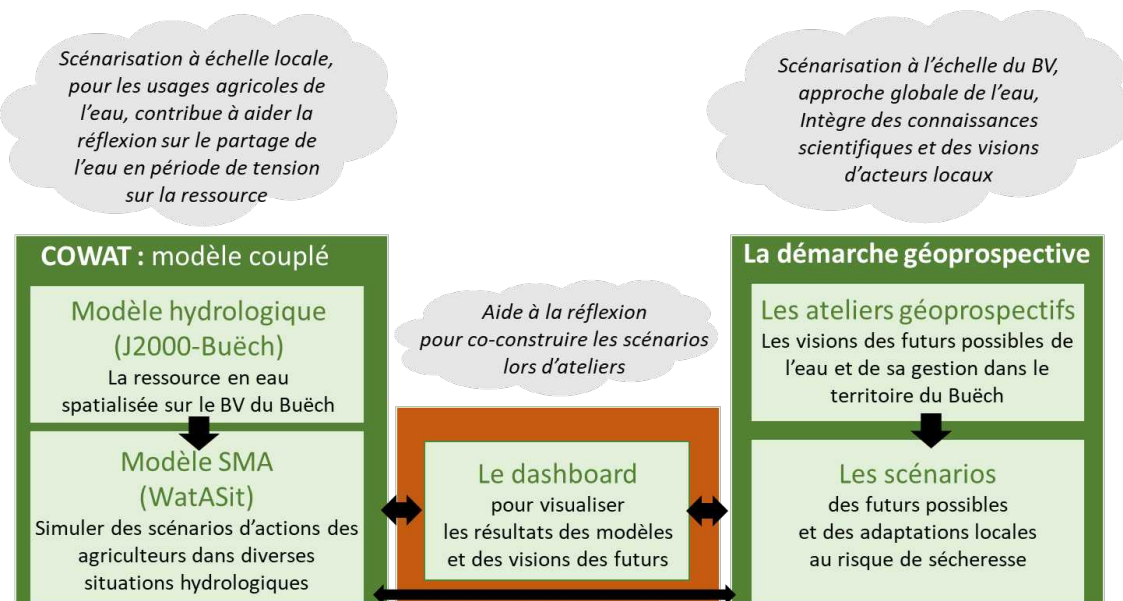 Scénarisation à échelle locale,
pour les usages agricoles de
l'eau, contribue à aider la
réflexion sur le partage de
l'eau en période de tension
sur la ressource
Scénarisation à l'échelle du BV,
approche globale de l'eau,
Intègre des connaissances
scientifiques et des visions
d'acteurs locaux
COWAT : modèle couplé
Modèle hydrologique
(J2000-Buëch)
La ressource en eau
spatialisée sur le BV du Buëch
Modèle SMA
(WatASit)
Simuler des scénarios d'actions des
agriculteurs dans diverses
situations hydrologiques
Aide à la réflexion
pour co-construire les scénarios
lors d'ateliers
Le dashboard
pour visualiser
les résultats des modèles
et des visions des futurs
La démarche géoprospective
Les ateliers géoprospectifs
Les visions des futurs possibles de
l'eau et de sa gestion dans le
territoire du Buëch
Les scénarios
des futurs possibles
et des adaptations locales
au risque de sécheresse